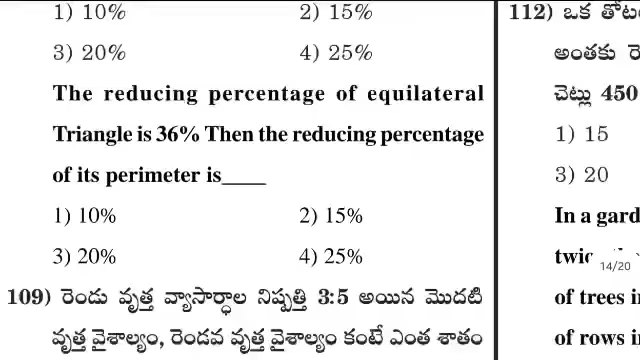 1) 10% 2) 15%
3) 20% 4) 25%
The reducing percentage of equilateral
Triangle is 36% Then the reducing percentage
of its perimeter is____
1) 10% 2) 15%
3) 20% 4) 25%
109) రెండు వృత్త వ్యాసార్ధాల నిష్పత్తి 3:5 అయిన మొదటి
వృత్త వైశాల్యం, రెండవ వృత్త వైశాల్యం కంటే ఎంత శాతం
112) ఒక
అంతకు
చెట్లు 450
1) 15
3) 20
In a gard
twic
14/20
of trees i
of rows i